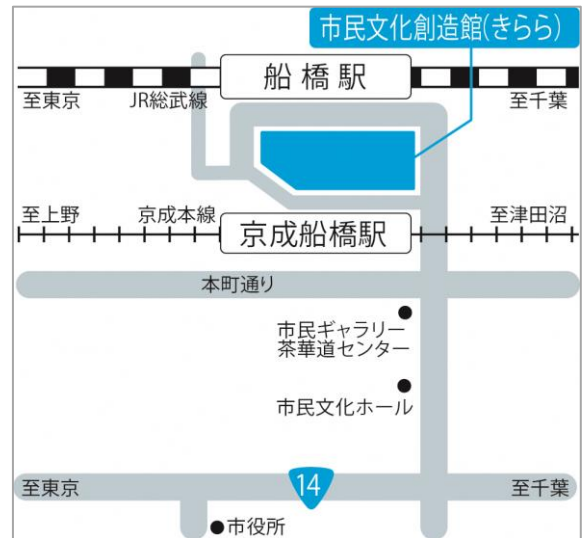 市民文化創造館(きらら)
船橋駅
至東京
JR総武線
至千葉
至上野
京成本線
京成船橋駅
至津田沼
本町通り
市民ギャラリー
茶華道センター
市民文化ホール
至東京
14
至千葉
市役所